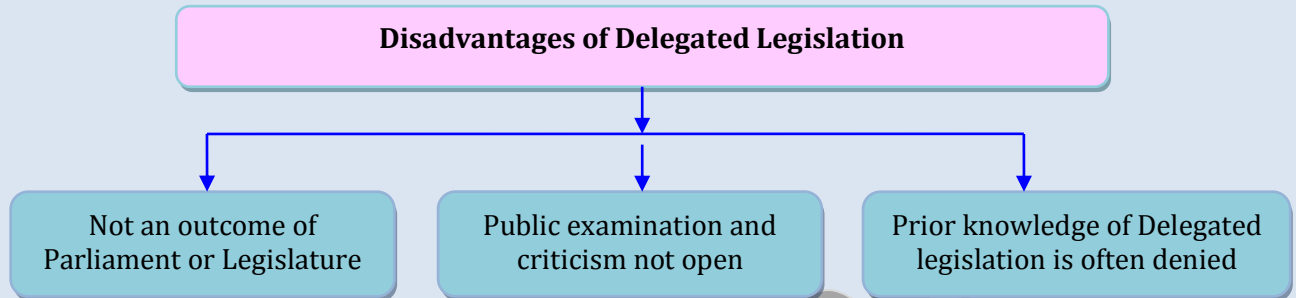 Disadvantages of Delegated Legislation
Not an outcome of
Parliament or Legislature
Public examination and
criticism not open
Prior knowledge of Delegated
legislation is often denied